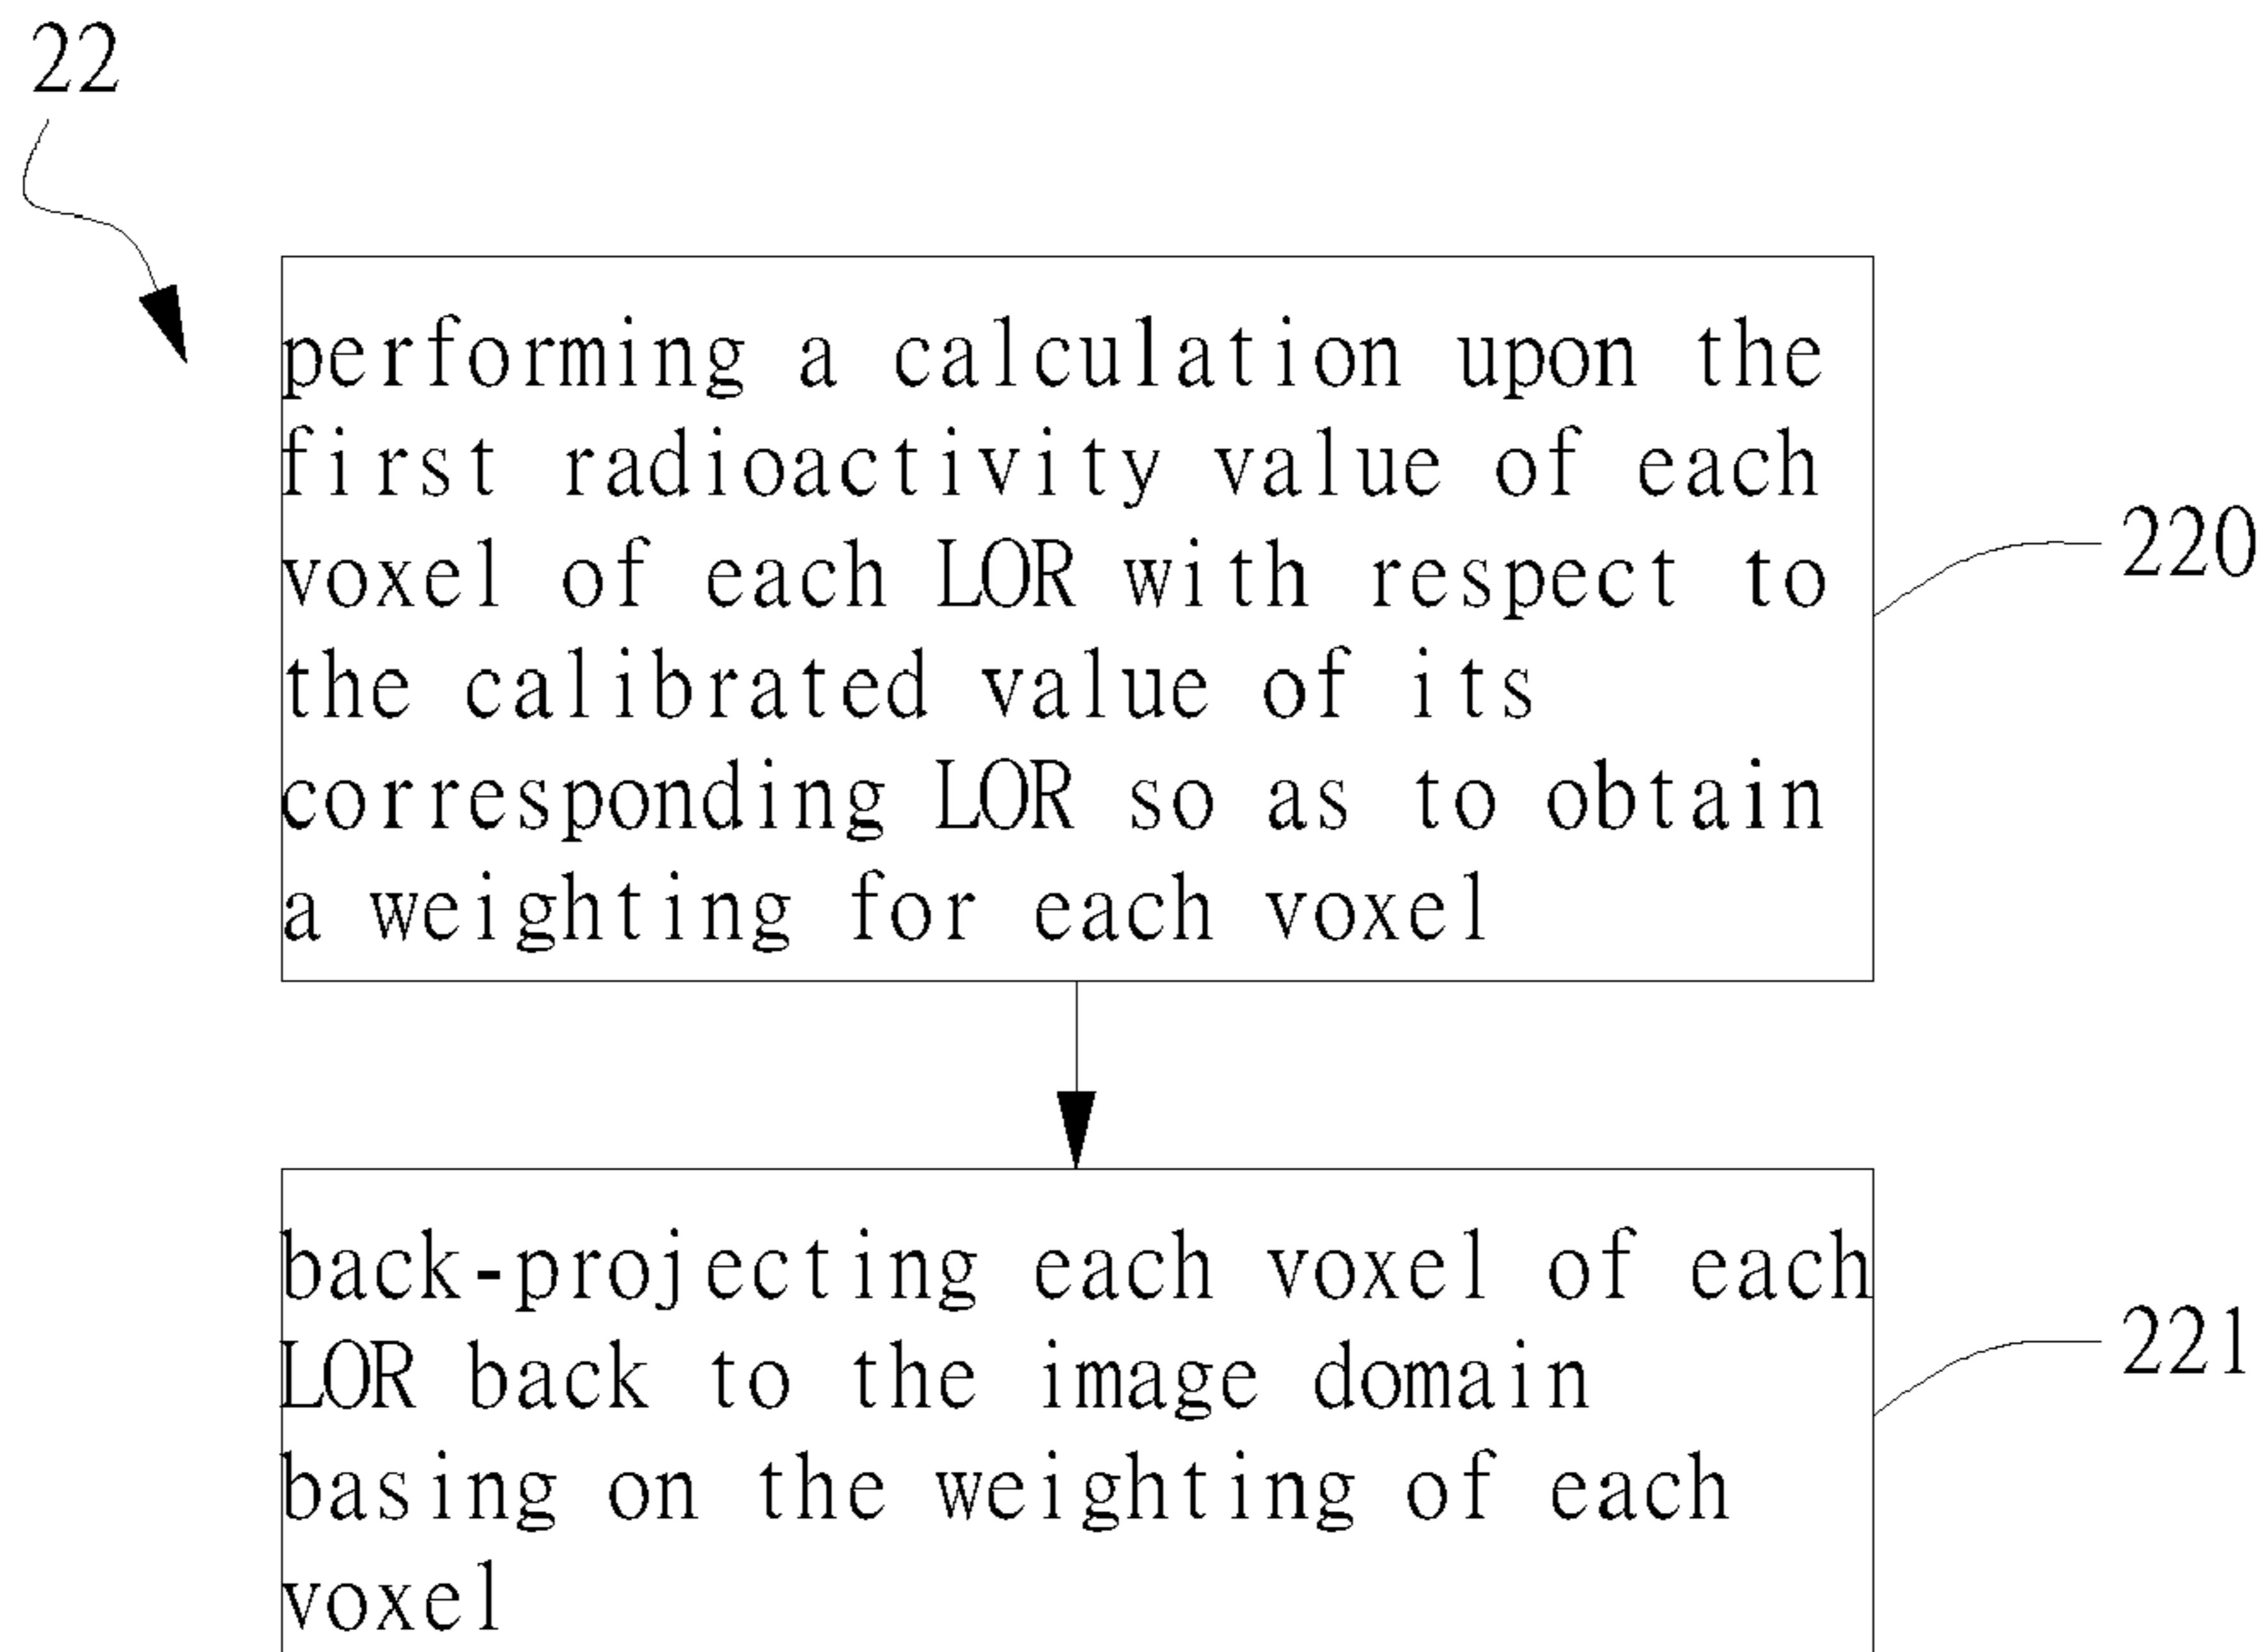 22
performing a calculation upon the
first radioactivity value of each
voxel of each LOR with respect to
the calibrated value of its
corresponding LOR so as to obtain
a weighting for each voxel
220
back-projecting each voxel of each
LOR back to the image domain
basing on the weighting of each
voxel
221